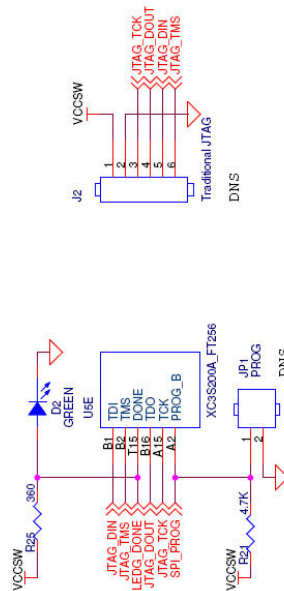 VCCSW
R25
360
D2
GREEN
U5E
JTAG_DIN
B1
TDI
JTAG_TMS
B2
TMS
LEDG_DONE
T15
DONE
JTAG_DOUT
B16
TDO
JTAG_TCK
A15
TCK
SPI_PROG
A2
PROG_B
XC3S200A_FT256
VCCSW
R21
4.7K
1
2
JP1
PROG
DNS
J2
VCCSW
1
2
3
JTAG_TCK
4
JTAG_DOUT
5
JTAG_DIN
6
JTAG_TMS
Traditional JTAG
DNS